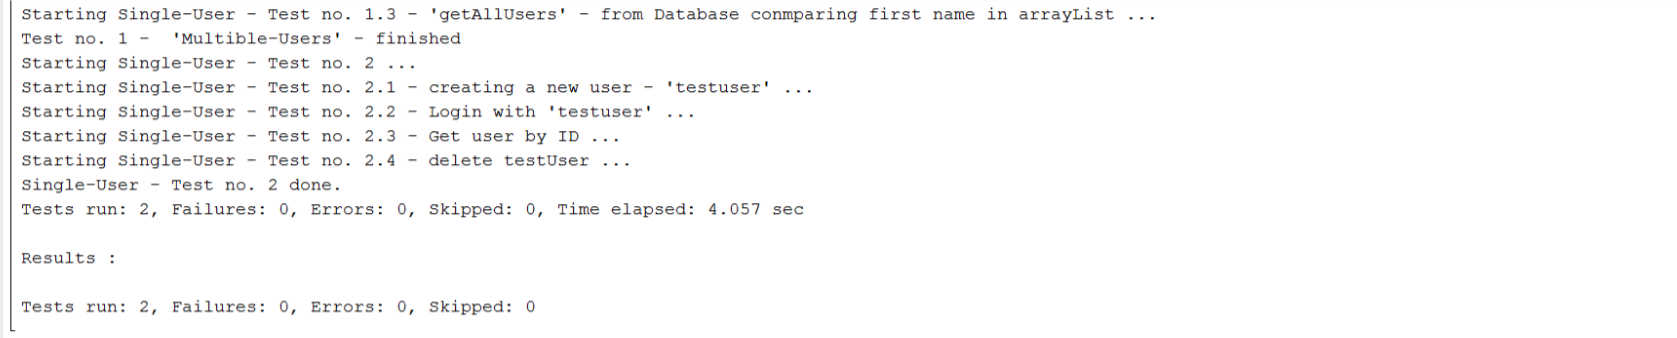 Starting Single-User - Test no. 1.3 - 'getAllUsers' - from Database conmparing first name in arrayList ...
Test no. 1 -  'Multible-Users' - finished
Starting Single-User - Test no. 2 ...
Starting Single-User - Test no. 2.1 - creating a new user - 'testuser' ...
Starting Single-User - Test no. 2.2 - Login with 'testuser' ...
Starting Single-User - Test no. 2.3 - Get user by ID ...
Starting Single-User - Test no. 2.4 - delete testUser ...
Single-User - Test no. 2 done.
Tests run: 2, Failures: 0, Errors: 0, Skipped: 0, Time elapsed: 4.057 sec
Results :
Tests run: 2, Failures: 0, Errors: 0, Skipped: 0